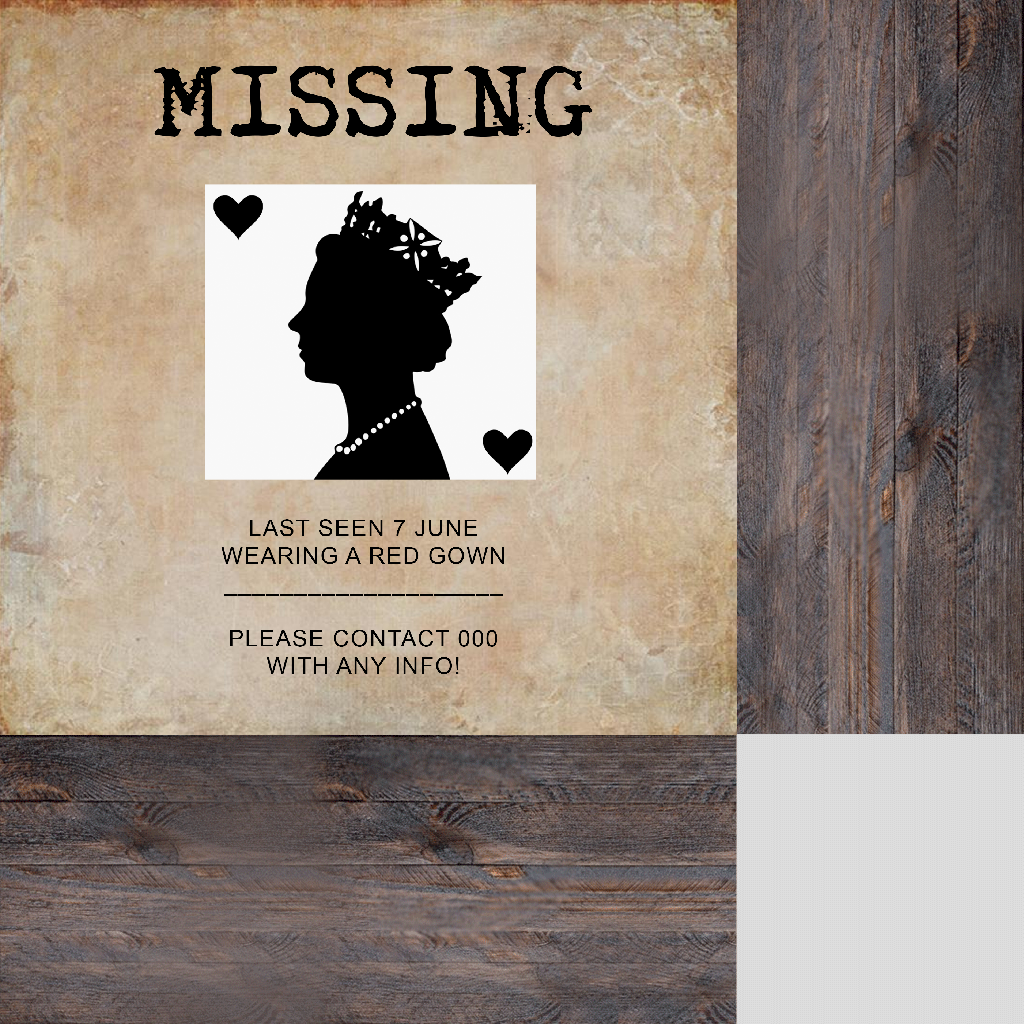 MISSING
LAST SEEN 7 JUNE
WEARING A RED GOWN
PLEASE CONTACT 000
WITH ANY INFO!